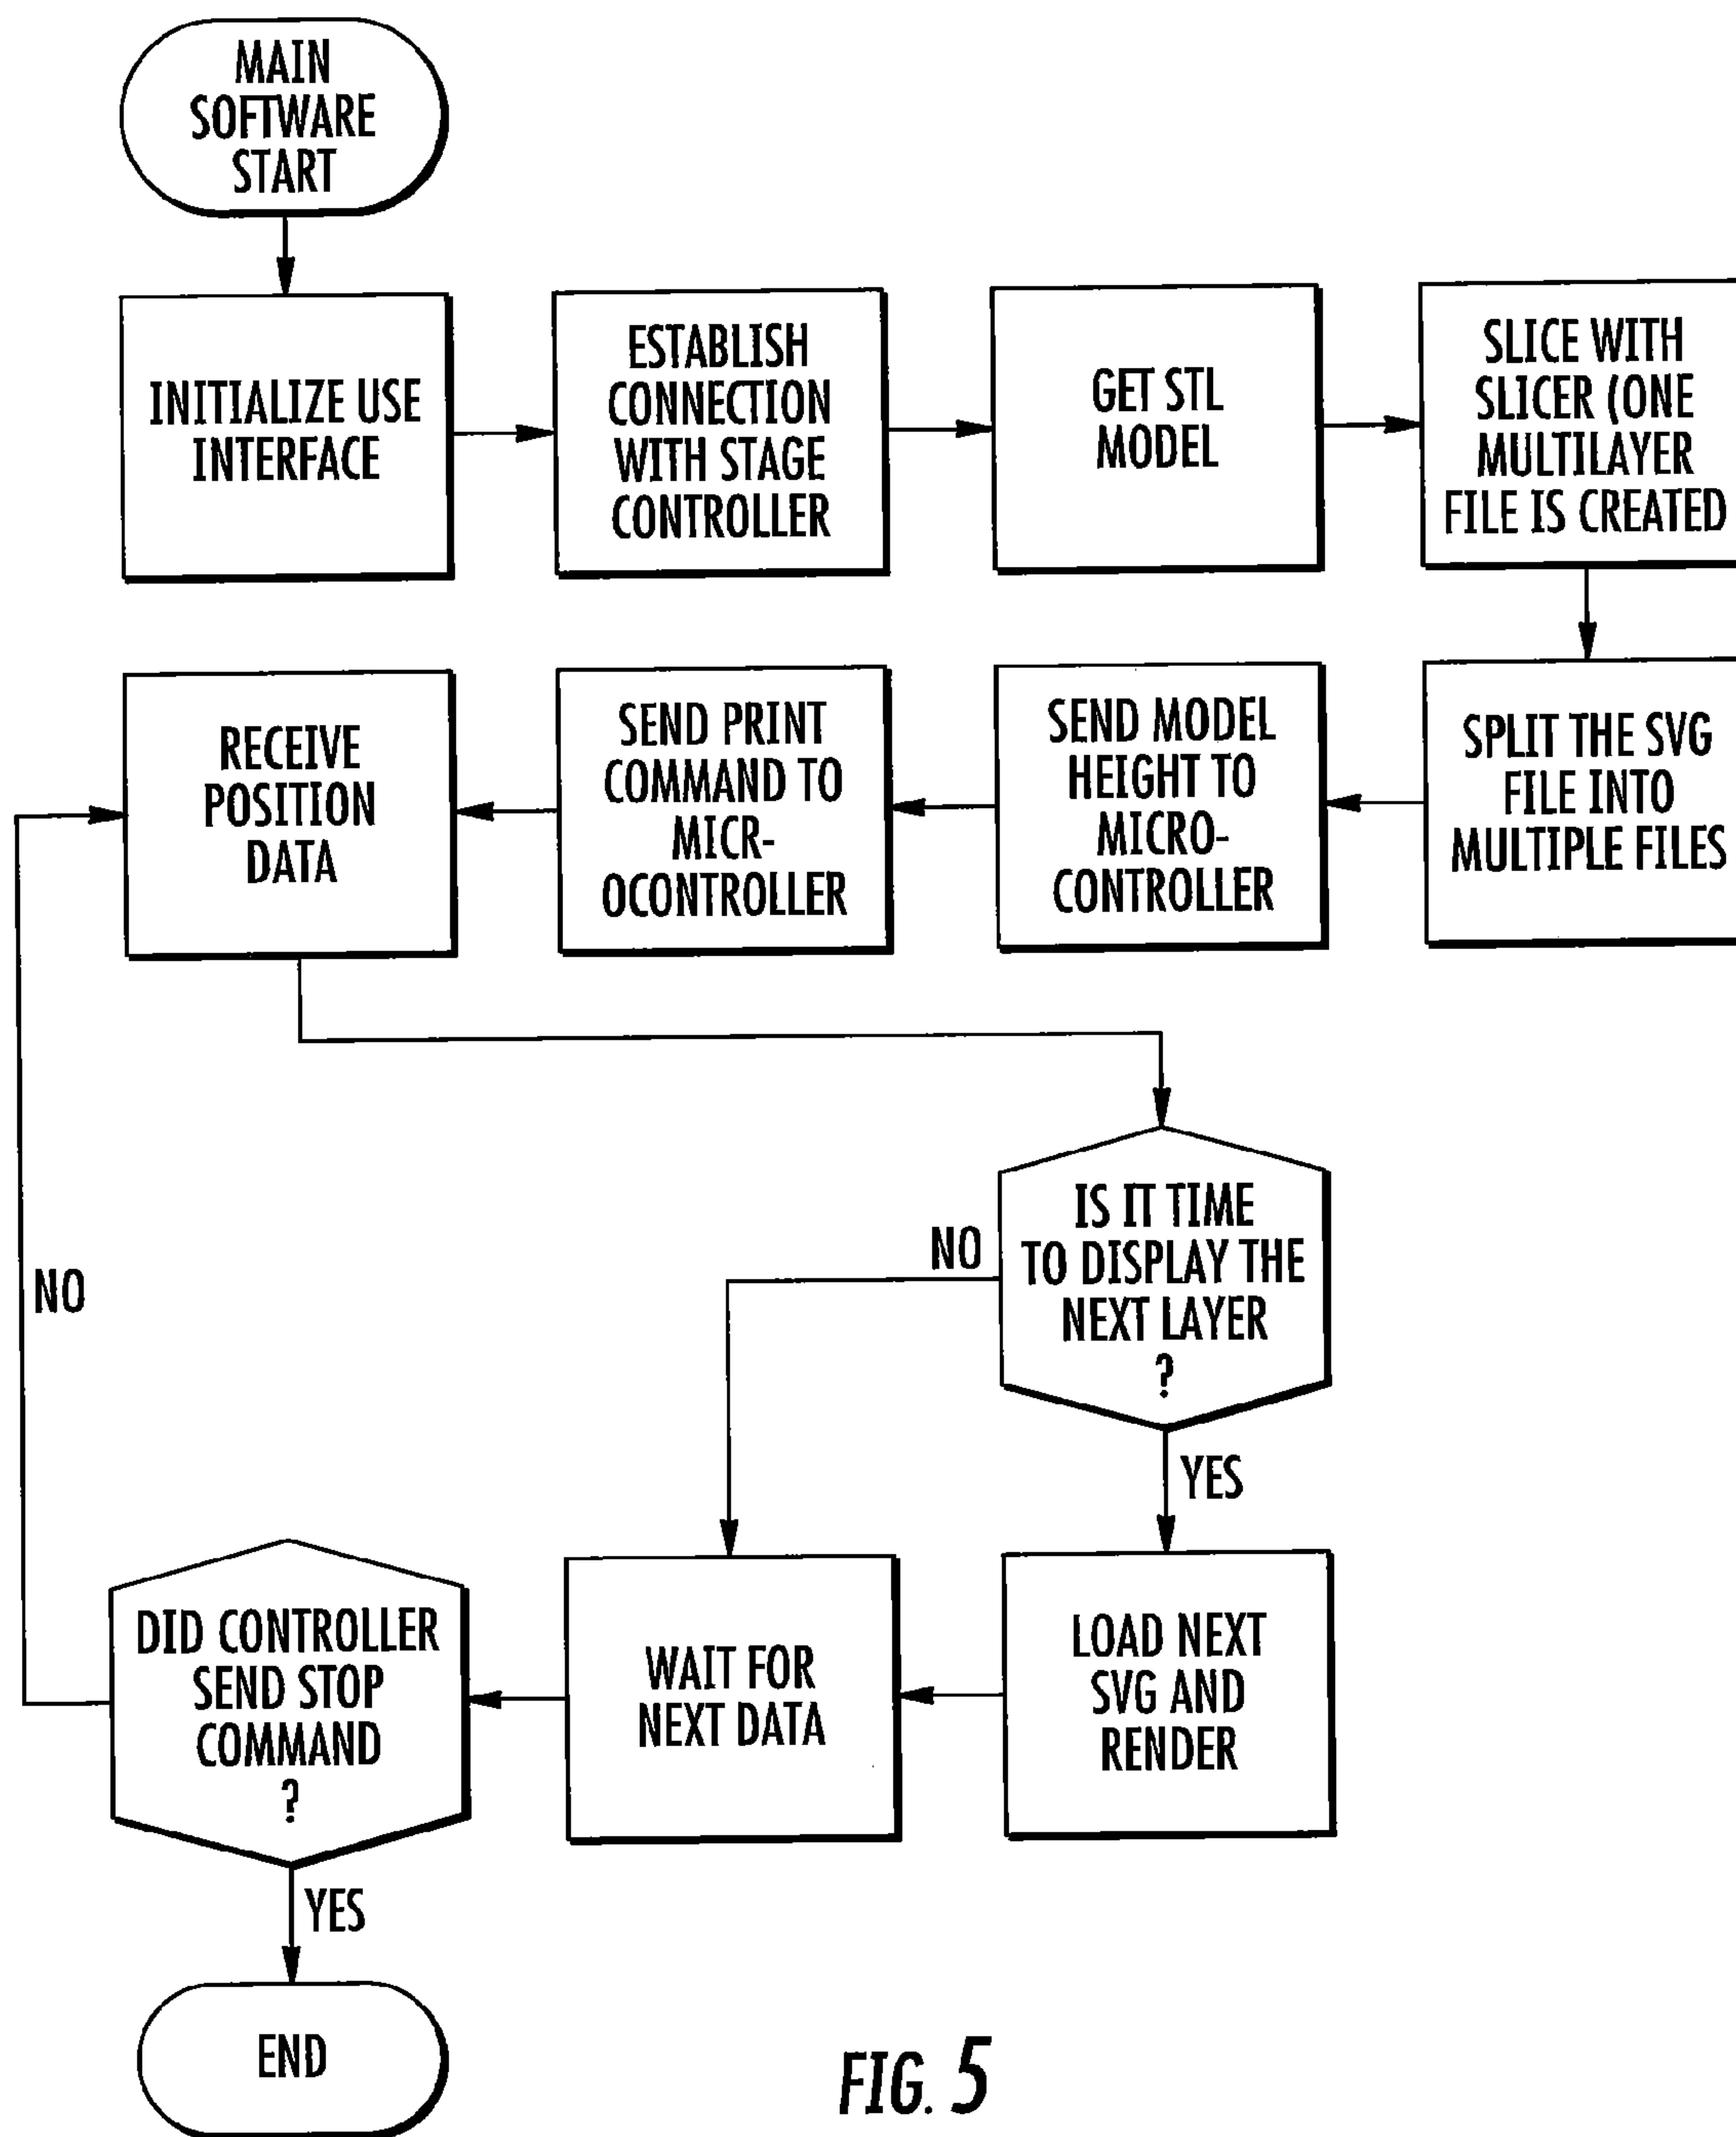 MAIN
SOFTWARE
START
INITIALIZE USE
INTERFACE
ESTABLISH
CONNECTION
WITH STAGE
CONTROLLER
GET STL
MODEL
SLICE WITH
SLICER (ONE
MULTILAYER
FILE IS CREATED
SPLIT THE SVG
FILE INTO
MULTIPLE FILES
SEND MODEL
HEIGHT TO
MICRO-
CONTROLLER
SEND PRINT
COMMAND TO
MICR-
OCONTROLLER
RECEIVE
POSITION
DATA
IS IT TIME
TO DISPLAY THE
NEXT LAYER
?
NO
YES
LOAD NEXT
SVG AND
RENDER
WAIT FOR
NEXT DATA
DID CONTROLLER
SEND STOP
COMMAND
?
NO
YES
END
FIG. 5